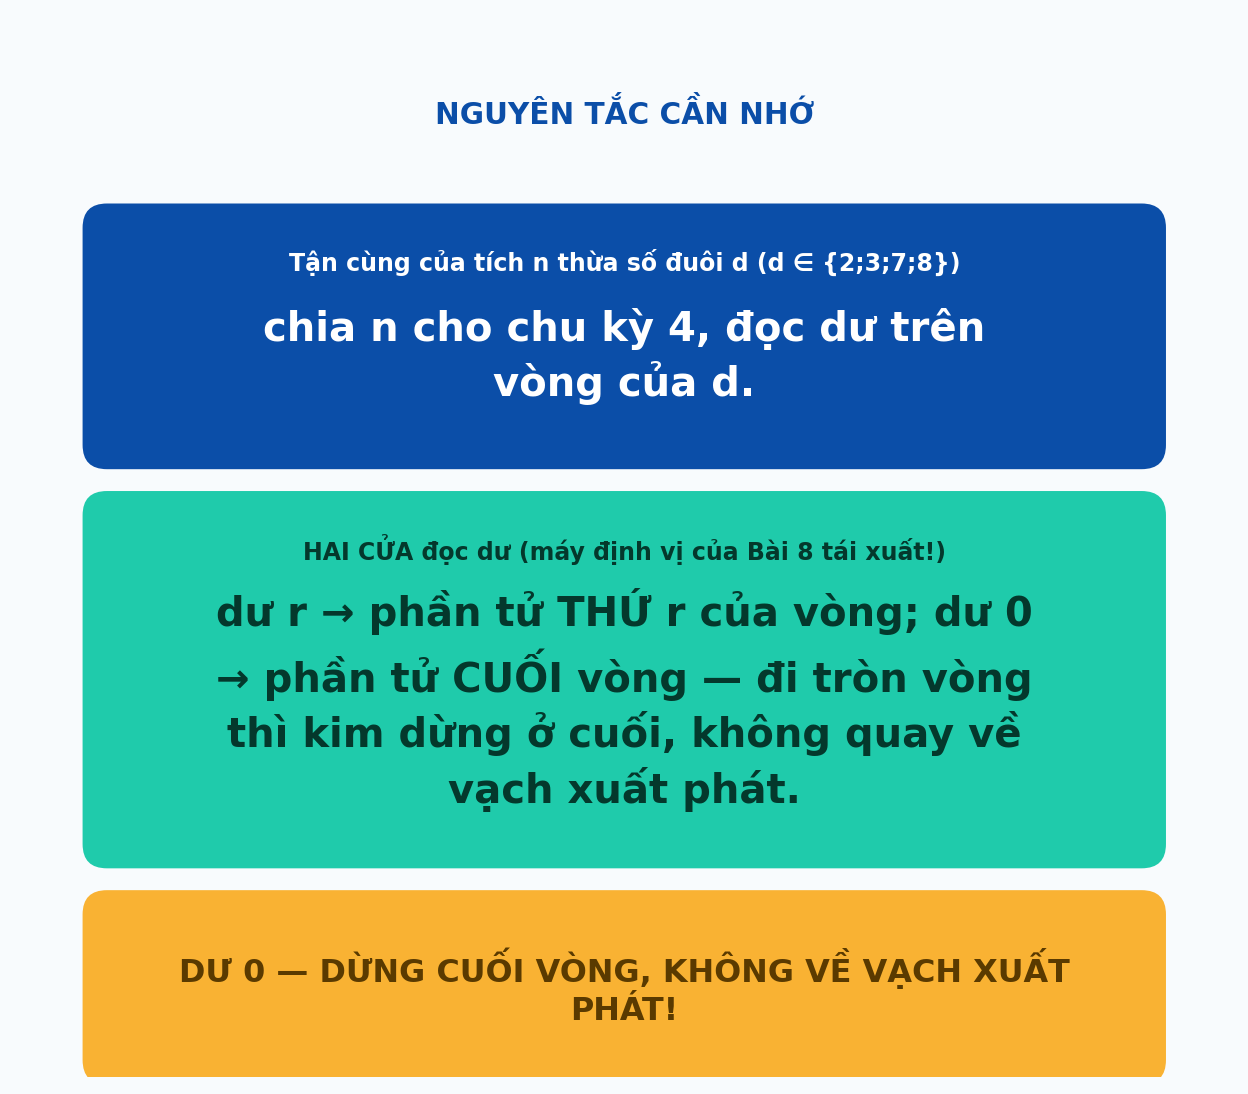 NGUYÊN TẮC CẦN NHỚ
Tận cùng của tích n thừa số đuôi d (d ∈ {2;3;7;8})
chia n cho chu kỳ 4, đọc dư trên
vòng của d.
HAI CỬA đọc dư (máy định vị của Bài 8 tái xuất!)
dư r → phần tử THỨ r của vòng; dư 0
→ phần tử CUỐI vòng — đi tròn vòng
thì kim dừng ở cuối, không quay về
vạch xuất phát.
DƯ 0 — DỪNG CUỐI VÒNG, KHÔNG VỀ VẠCH XUẤT
PHÁT!